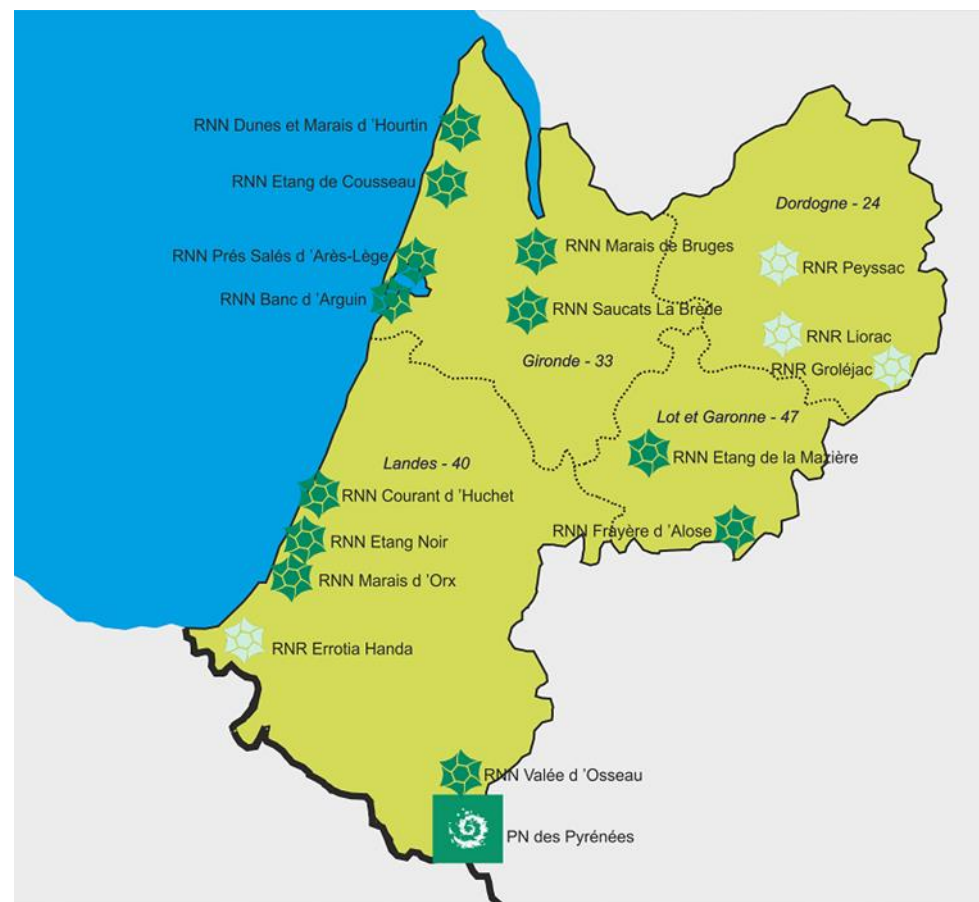 RNN Dunes et Marais d 'Hourtin
RNN Etang de Cousseau
Dordogne - 24
RNN Marais de Bruges
RNN Prés Salés d 'Arès-Lège
RNR Peyssac
RNN Banc d 'Arguin
RNN Saucats La Brède
RNR Liorac
Gironde - 33
RNR Groléjac
Lot et Garonne - 47
RNN Etang de la Mazière
Landes - 40
RNN Courant d 'Huchet
RNN Frayère d 'Alose
RNN Etang Noir
RNN Marais d 'Orx
RNR Errotia Handa
RNN Valée d 'Osseau
PN des Pyrénées